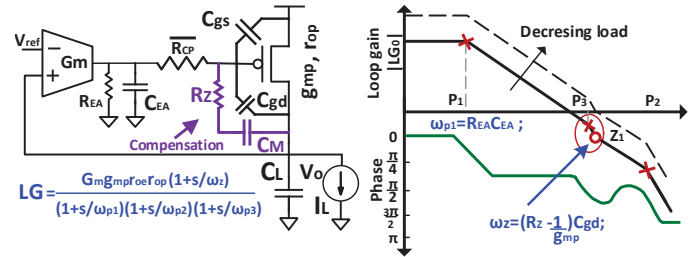 Vref
Gm
REA
CEA
RCP
Cgs
gmp, rop
Cgd
RZ
CM
Compensation
CL
Vo
IL
LG= Gmgmproerop(1+s/ωz)
(1+s/ωp1)(1+s/ωp2)(1+s/ωp3)
Loop gain
|LG0|
Decresing load
P1
P3
P2
Z1
ωp1=REACEA ;
Phase
0
π
4
π
2
3π
2
π
ωz=(RZ -1)Cgd;
gmp